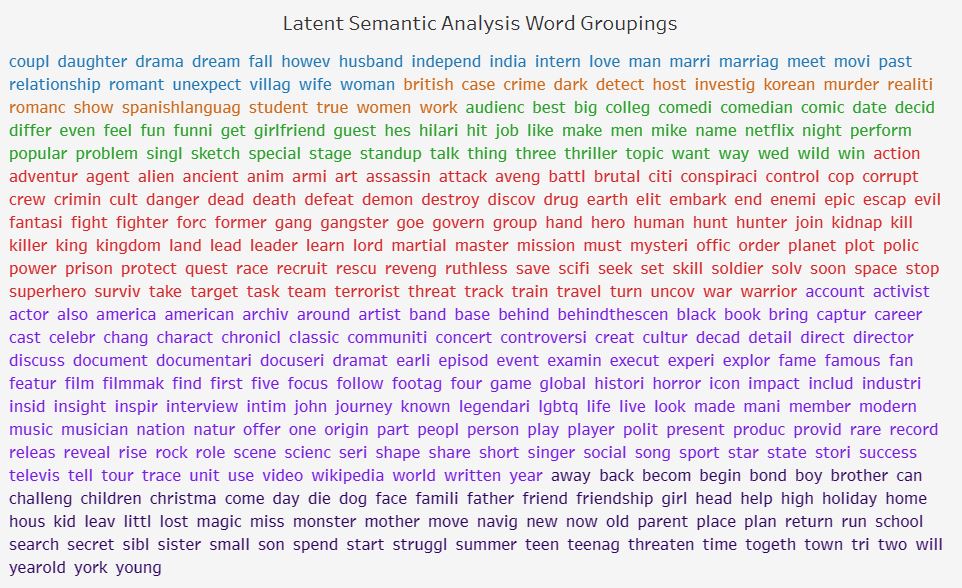 Latent Semantic Analysis Word Groupings
coupl daughter drama dream fall howev husband independ india intern love man marri marriag meet movi past
relationship romant unexpect villag wife woman british case crime dark detect host investig korean murder realiti
romanc show spanishlanguag student true women work audienc best big colleg comedi comedian comic date decid
differ even feel fun funni get girlfriend guest hes hilari hit job like make men mike name netflix night perform
popular problem singl sketch special stage standup talk thing three thriller topic want way wed wild win action
adventur agent alien ancient anim armi art assassin attack aveng battl brutal citi conspiraci control cop corrupt
crew crimin cult danger dead death defeat demon destroy discov drug earth elit embark end enemi epic escap evil
fantasi fight fighter forc former gang gangster goe govern group hand hero human hunt hunter join kidnap kill
killer king kingdom land lead leader learn lord martial master mission must mysteri offic order planet plot polic
power prison protect quest race recruit rescu reveng ruthless save scifi seek set skill soldier solv soon space stop
superhero surviv take target task team terrorist threat track train travel turn uncov war warrior account activist
actor also america american archiv around artist band base behind behindthescen black book bring captur career
cast celebr chang charact chronicl classic communiti concert controversi creat cultur decad detail direct director
discuss document documentari docuseri dramat earli episod event examin execut experi explor fame famous fan
featur film filmmak find first five focus follow footag four game global histori horror icon impact includ industri
insid insight inspir interview intim john journey known legendari lgbtq life live look made mani member modern
music musician nation natur offer one origin part peopl person play player polit present produc provid rare record
releas reveal rise rock role scene scienc seri shape share short singer social song sport star state stori success
televis tell tour trace unit use video wikipedia world written year away back becom begin bond boy brother can
challeng children christma come day die dog face famili father friend friendship girl head help high holiday home
hous kid leav littl lost magic miss monster mother move navig new now old parent place plan return run school
search secret sibl sister small son spend start struggl summer teen teenag threaten time togeth town tri two will
yearold york young